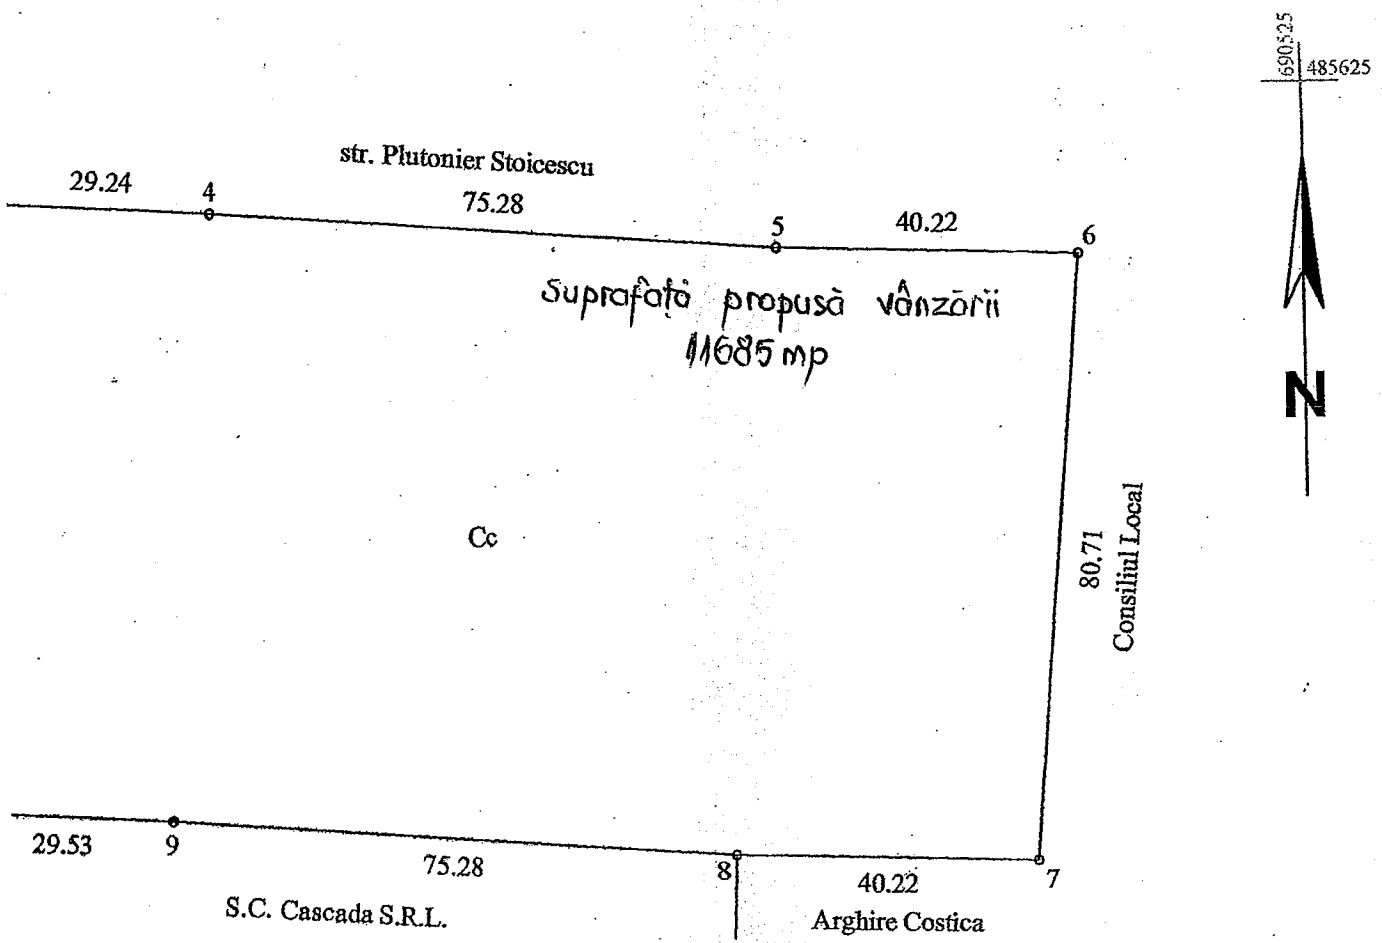 690525
485625
str. Plutonier Stoicescu
29.24
4
75.28
5
40.22
6
Suprafață propusă vânzării
11685 mp
N
Cc
80.71
Consiliul Local
29.53
9
75.28
8
40.22
7
S.C. Cascada S.R.L.
Arghire Costica